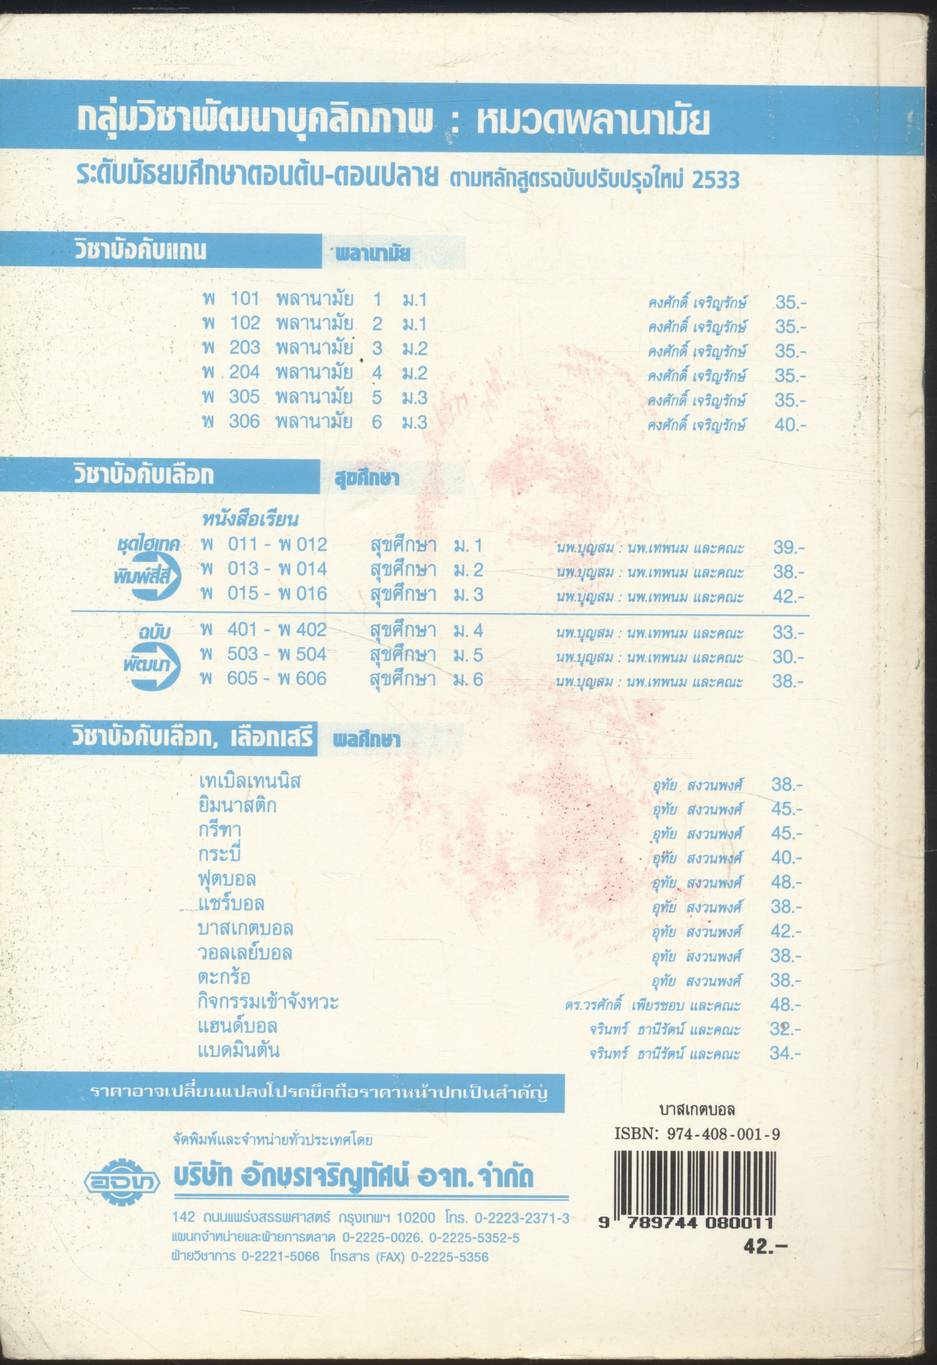 กลุ่มวิชาพัฒนาบุคลิกภาพ : หมวดพลานามัย
ระดับมัธยมศึกษาตอนต้น-ตอนปลาย ตามหลักสูตรฉบับปรับปรุงใหม่ 2533
วิชาบังคับแกน พลานามัย
พ 101 พลานามัย 1 ม.1 คงศักดิ์ เจริญรักษ์ 35.-
พ 102 พลานามัย 2 ม.1 คงศักดิ์ เจริญรักษ์ 35.-
พ 203 พลานามัย 3 ม.2 คงศักดิ์ เจริญรักษ์ 35.-
พ 204 พลานามัย 4 ม.2 คงศักดิ์ เจริญรักษ์ 35.-
พ 305 พลานามัย 5 ม.3 คงศักดิ์ เจริญรักษ์ 35.-
พ 306 พลานามัย 6 ม.3 คงศักดิ์ เจริญรักษ์ 40.-
วิชาบังคับเลือก สุขศึกษา
หนังสือเรียน
ชุดไฮเทค พ 011 - พ 012 สุขศึกษา ม. 1 นพ.บุญสม : นพ.เทพนม และคณะ 39.-
พิมพ์สี่สี พ 013 - พ 014 สุขศึกษา ม. 2 นพ.บุญสม : นพ.เทพนม และคณะ 38.-
พ 015 - พ 016 สุขศึกษา ม. 3 นพ.บุญสม : นพ.เทพนม และคณะ 42.-
ฉบับ พ 401 - พ 402 สุขศึกษา ม. 4 นพ.บุญสม : นพ.เทพนม และคณะ 33.-
พัฒนา พ 503 - พ 504 สุขศึกษา ม. 5 นพ.บุญสม : นพ.เทพนม และคณะ 30.-
พ 605 - พ 606 สุขศึกษา ม. 6 นพ.บุญสม : นพ.เทพนม และคณะ 38.-
วิชาบังคับเลือก, เลือกเสรี พลศึกษา
เทเบิลเทนนิส อุทัย สงวนพงศ์ 38.-
ยิมนาสติก อุทัย สงวนพงศ์ 45.-
กรีฑา อุทัย สงวนพงศ์ 45.-
กระบี่ อุทัย สงวนพงศ์ 40.-
ฟุตบอล อุทัย สงวนพงศ์ 48.-
แชร์บอล อุทัย สงวนพงศ์ 38.-
บาสเกตบอล อุทัย สงวนพงศ์ 42.-
วอลเลย์บอล อุทัย สงวนพงศ์ 38.-
ตะกร้อ อุทัย สงวนพงศ์ 38.-
กิจกรรมเข้าจังหวะ ดร.วรศักดิ์ เพียรชอบ และคณะ 48.-
แฮนด์บอล จรินทร์ ธานีรัตน์ และคณะ 32.-
แบดมินตัน จรินทร์ ธานีรัตน์ และคณะ 34.-
ราคาอาจเปลี่ยนแปลงโปรดยึดถือราคาหน้าปกเป็นสำคัญ
จัดพิมพ์และจำหน่ายทั่วประเทศโดย
อจท บริษัท อักษรเจริญทัศน์ อจท. จำกัด
142 ถนนแพร่งสรรพศาสตร์ กรุงเทพฯ 10200 โทร. 0-2223-2371-3
แผนกจำหน่ายและฝ่ายการตลาด 0-2225-0026, 0-2225-5352-5
ฝ่ายวิชาการ 0-2221-5066 โทรสาร (FAX) 0-2225-5356
บาสเกตบอล
ISBN: 974-408-001-9
9 789744 080011
42.-